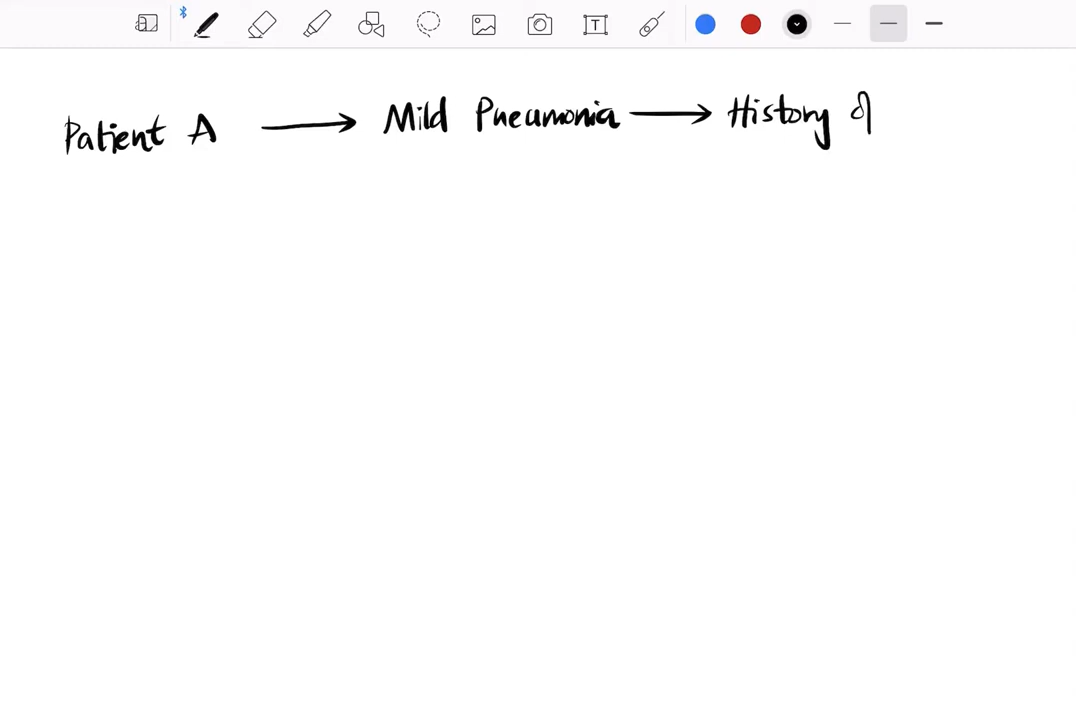 Patient A → Mild Pneumonia → History of